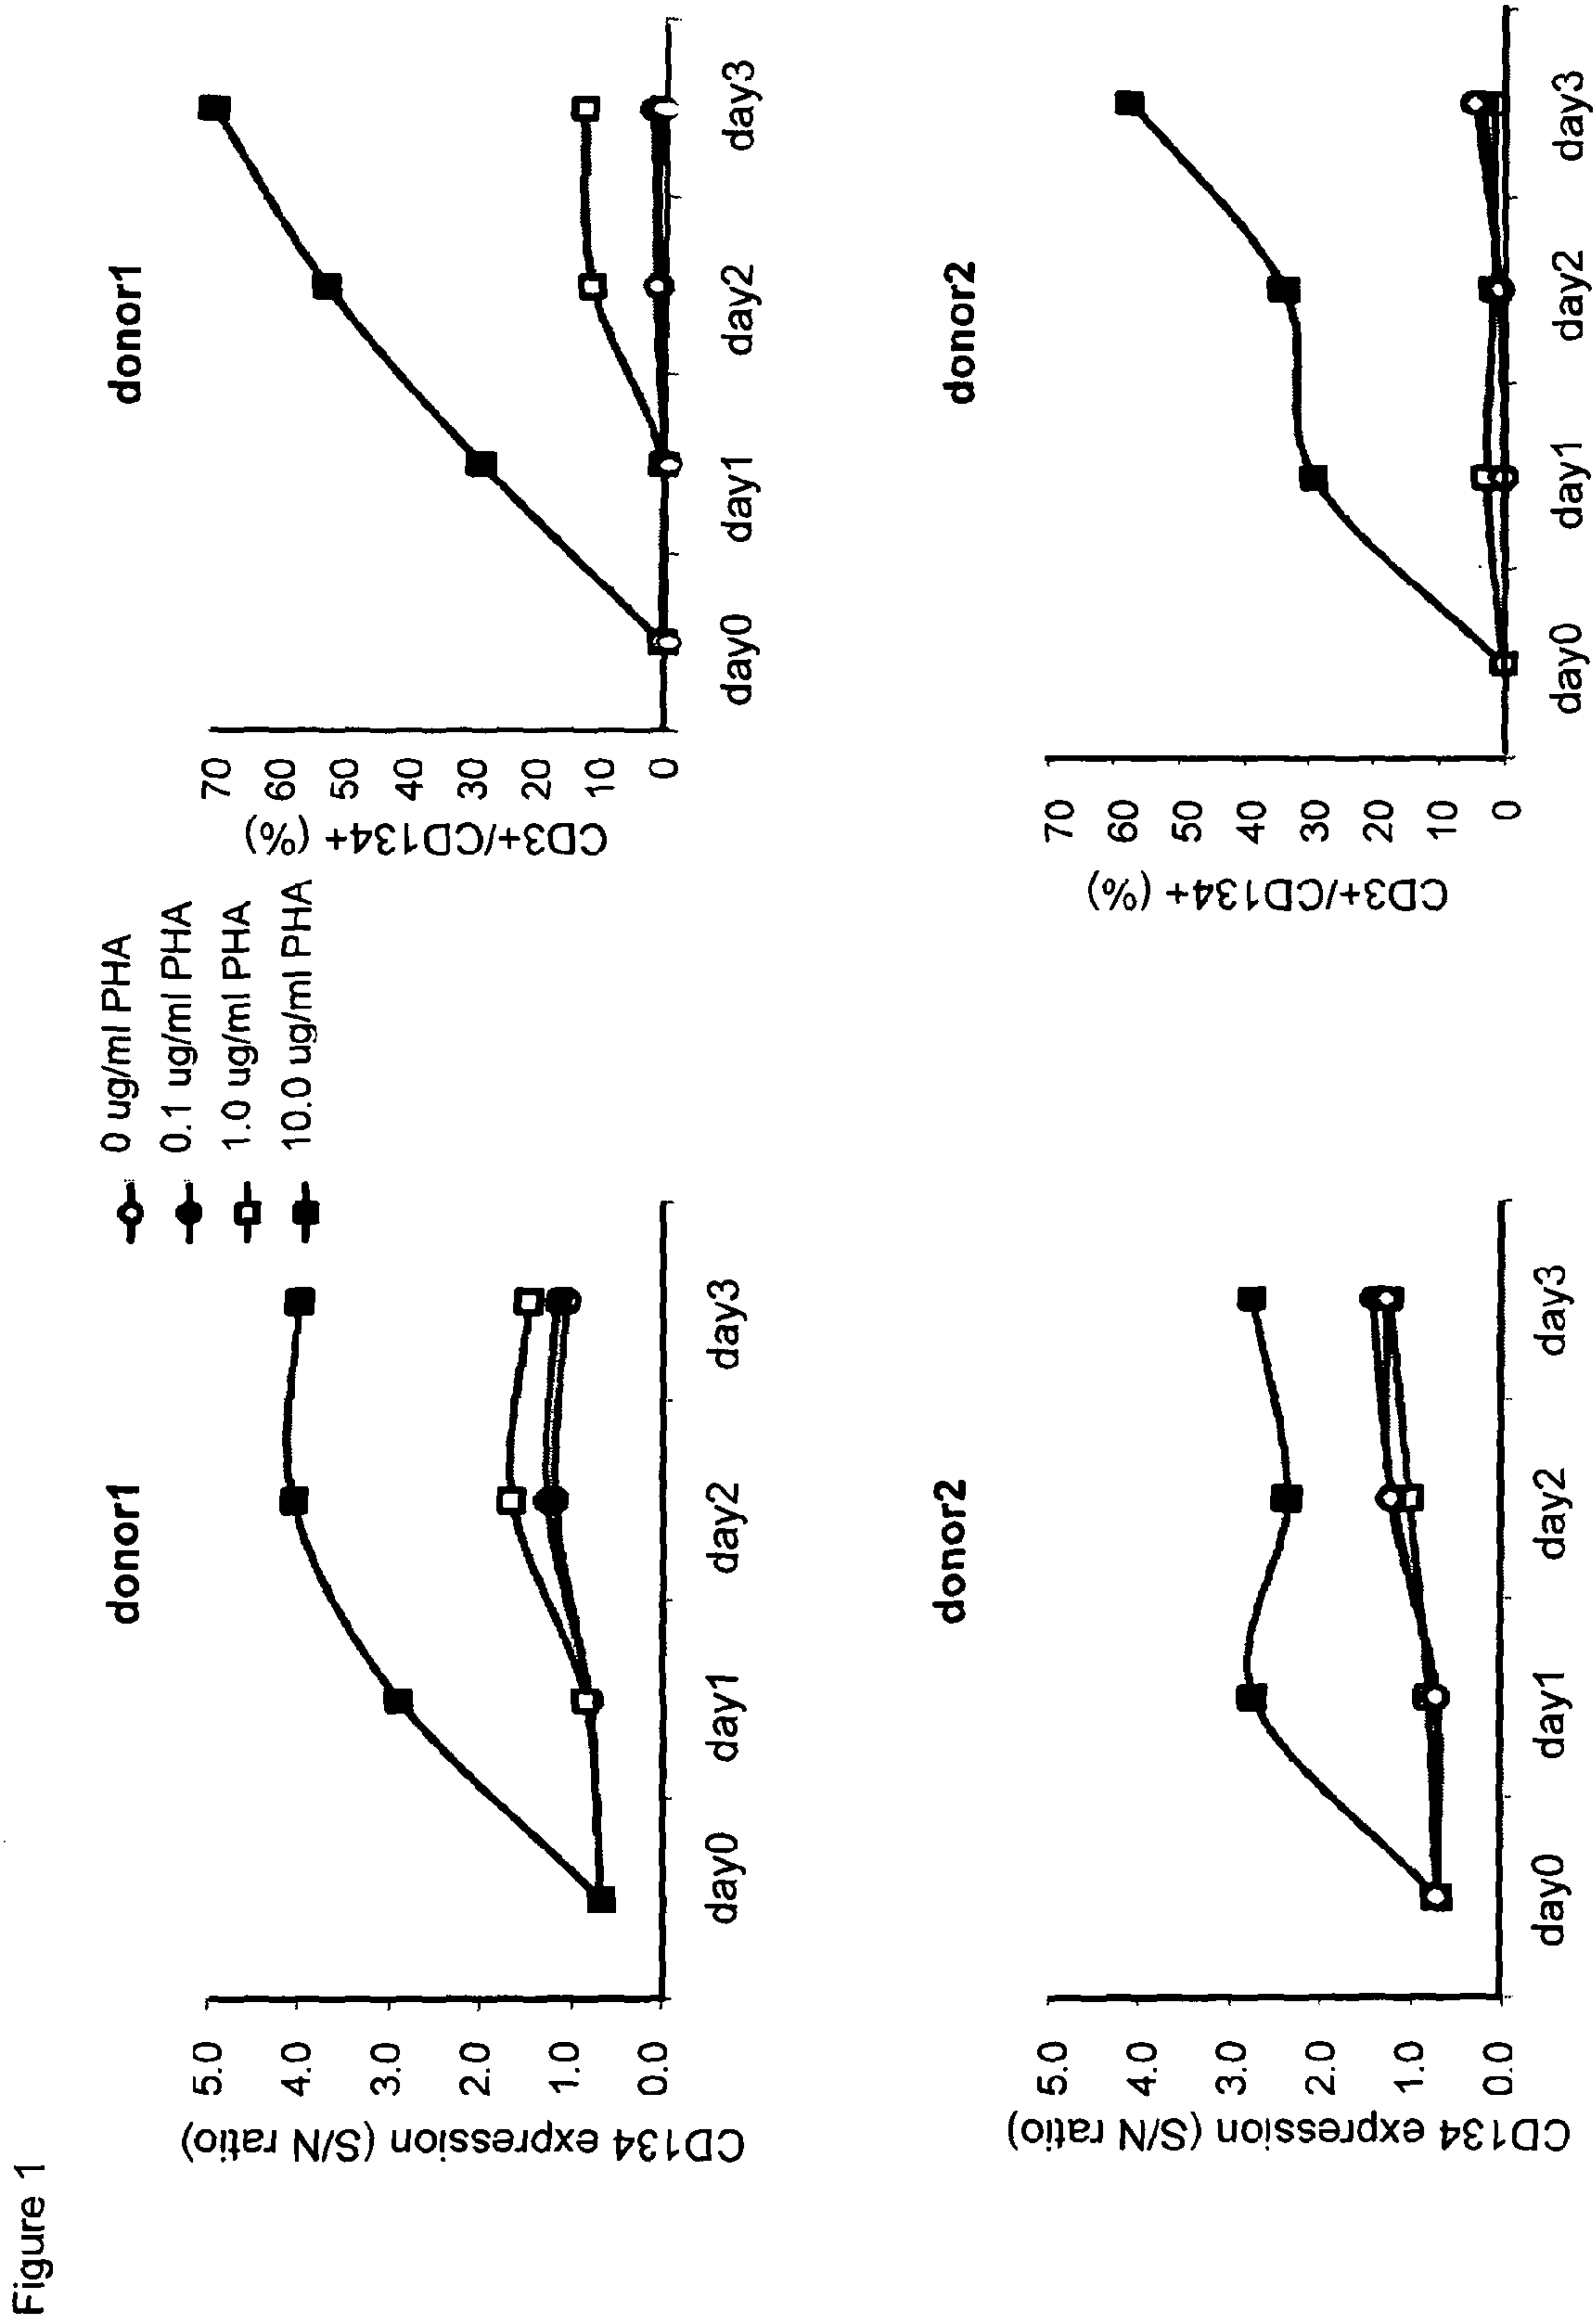 Figure 1
donor1
CD134 expression (S/N ratio)
5.0
4.0
3.0
2.0
1.0
0.0
day0 day1 day2 day3
0 ug/ml PHA
0.1 ug/ml PHA
1.0 ug/ml PHA
10.0 ug/ml PHA
donor1
CD3+/CD134+ (%)
70
60
50
40
30
20
10
0
day0 day1 day2 day3
donor2
CD134 expression (S/N ratio)
5.0
4.0
3.0
2.0
1.0
0.0
day0 day1 day2 day3
donor2
CD3+/CD134+ (%)
70
60
50
40
30
20
10
0
day0 day1 day2 day3